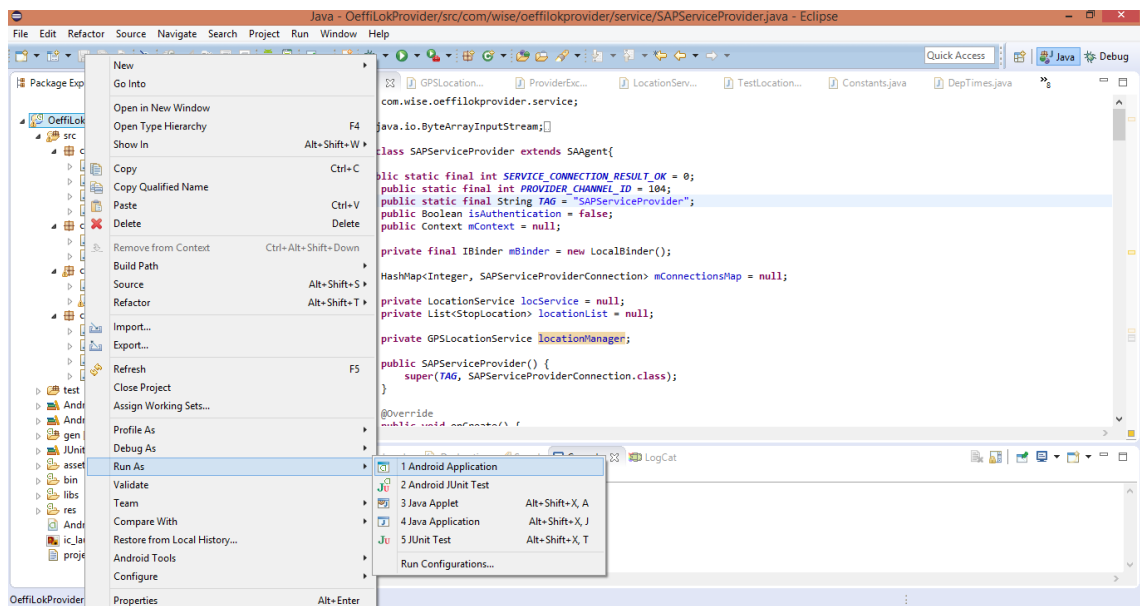 Java - OeffiLokProvider/src/com/wise/oeffilokprovider/service/SAPServiceProvider.java - Eclipse
File Edit Refactor Source Navigate Search Project Run Window Help
Quick Access
Java
Debug
Package Exp
GPSLocation...
ProviderExc...
LocationServ...
TestLocation...
Constants.java
DepTimes.java
»8
OeffiLok
src
test
Andr
Andr
gen
JUnit
asset
bin
libs
res
Andr
ic_la
proje
New
Go Into
Open in New Window
Open Type Hierarchy F4
Show In Alt+Shift+W
Copy Ctrl+C
Copy Qualified Name
Paste Ctrl+V
Delete Delete
Remove from Context Ctrl+Alt+Shift+Down
Build Path
Source Alt+Shift+S
Refactor Alt+Shift+T
Import...
Export...
Refresh F5
Close Project
Assign Working Sets...
Profile As
Debug As
Run As
Validate
Team
Compare With
Restore from Local History...
Android Tools
Configure
Properties Alt+Enter
1 Android Application
2 Android JUnit Test
3 Java Applet Alt+Shift+X, A
4 Java Application Alt+Shift+X, J
5 JUnit Test Alt+Shift+X, T
Run Configurations...
com.wise.oeffilokprovider.service;
java.io.ByteArrayInputStream;
class SAPServiceProvider extends SAAgent{
blic static final int SERVICE_CONNECTION_RESULT_OK = 0;
public static final int PROVIDER_CHANNEL_ID = 104;
public static final String TAG = "SAPServiceProvider";
public Boolean isAuthentication = false;
public Context mContext = null;
private final IBinder mBinder = new LocalBinder();
HashMap<Integer, SAPServiceProviderConnection> mConnectionsMap = null;
private LocationService locService = null;
private List<StopLocation> locationList = null;
private GPSLocationService locationManager;
public SAPServiceProvider() {
super(TAG, SAPServiceProviderConnection.class);
}
@Override
public void onCreate() {
LogCat
OeffiLokProvider